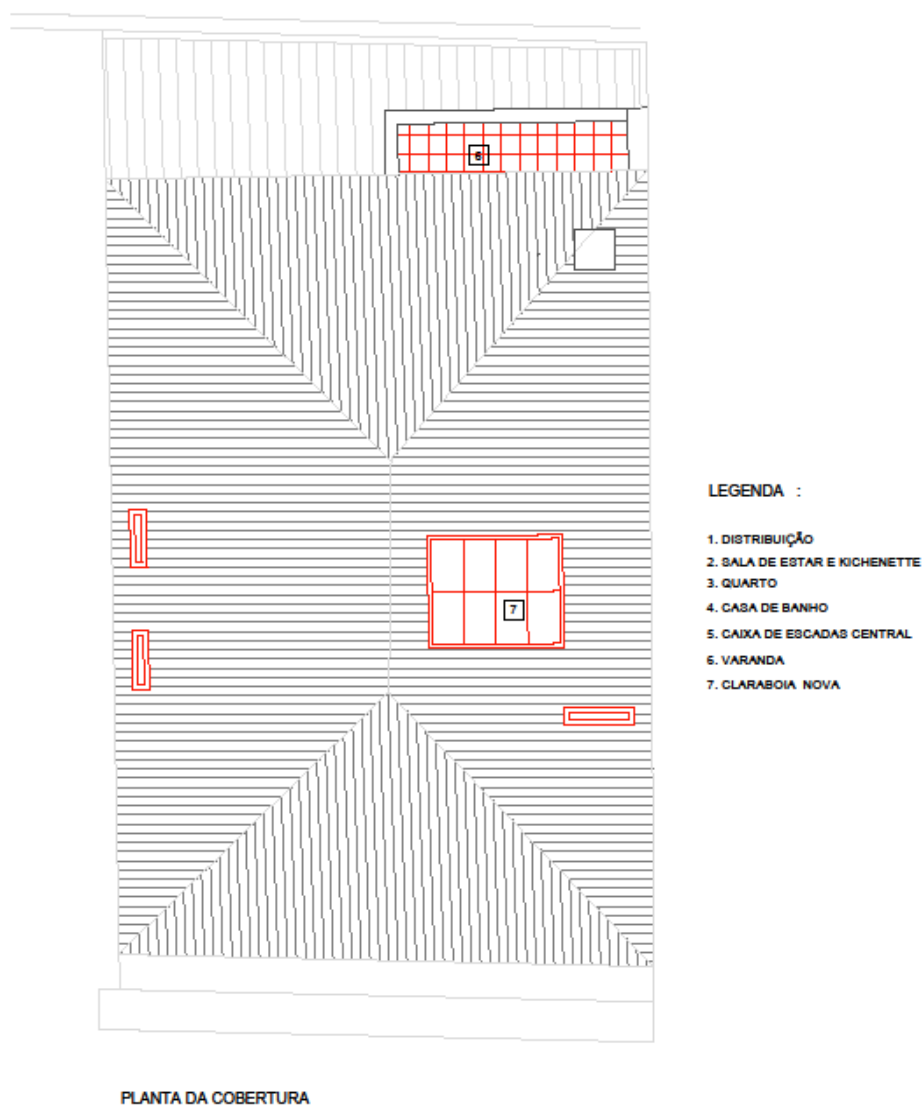 6
7
LEGENDA :
1. DISTRIBUIÇÃO
2. SALA DE ESTAR E KICHENETTE
3. QUARTO
4. CASA DE BANHO
5. CAIXA DE ESCADAS CENTRAL
6. VARANDA
7. CLARABOIA NOVA
PLANTA DA COBERTURA